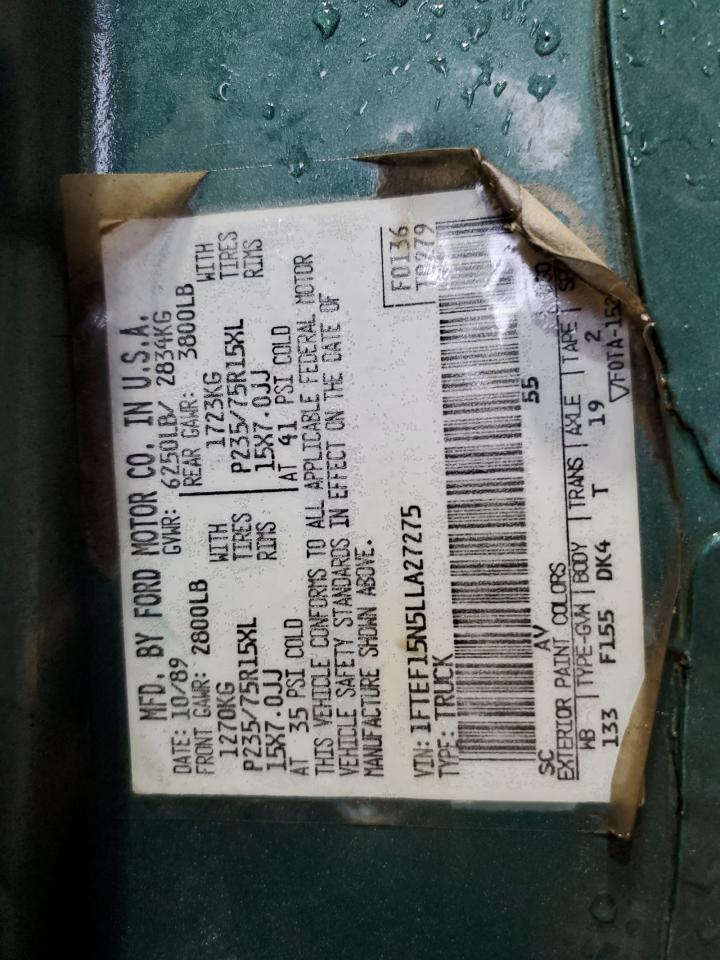 MFD. BY FORD MOTOR CO. IN U.S.A.
DATE: 10/89 GVWR: 6250LB/ 2834KG
FRONT GAWR: 2800LB REAR GAWR: 3800LB
1270KG WITH 1723KG WITH
P235/75R15XL TIRES P235/75R15XL TIRES
15X7.0JJ RIMS 15X7.0JJ RIMS
AT 35 PSI COLD AT 41 PSI COLD
THIS VEHICLE CONFORMS TO ALL APPLICABLE FEDERAL MOTOR
VEHICLE SAFETY STANDARDS IN EFFECT ON THE DATE OF
MANUFACTURE SHOWN ABOVE.
F0136
VIN: 1FTEF15N5LLA27275
TYPE: TRUCK
55
SC AV
EXTERIOR PAINT COLORS
WB TYPE-GVW BODY TRANS AXLE TAPE
133 F155 DK4 T 19 2